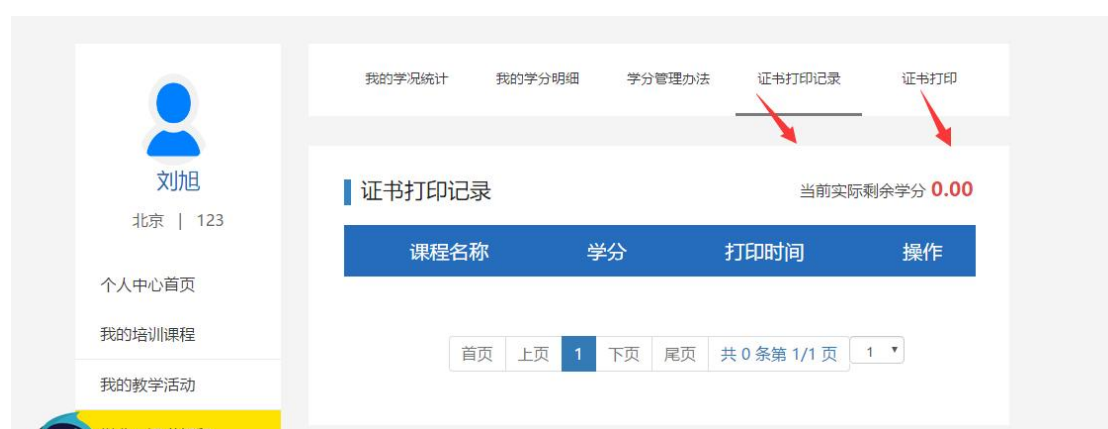 我的学况统计 我的学分明细 学分管理办法 证书打印记录 证书打印
刘旭
北京 | 123
个人中心首页
我的培训课程
我的教学活动
证书打印记录 当前实际剩余学分 0.00
课程名称 学分 打印时间 操作
首页 上页 1 下页 尾页 共 0 条第 1/1 页 1